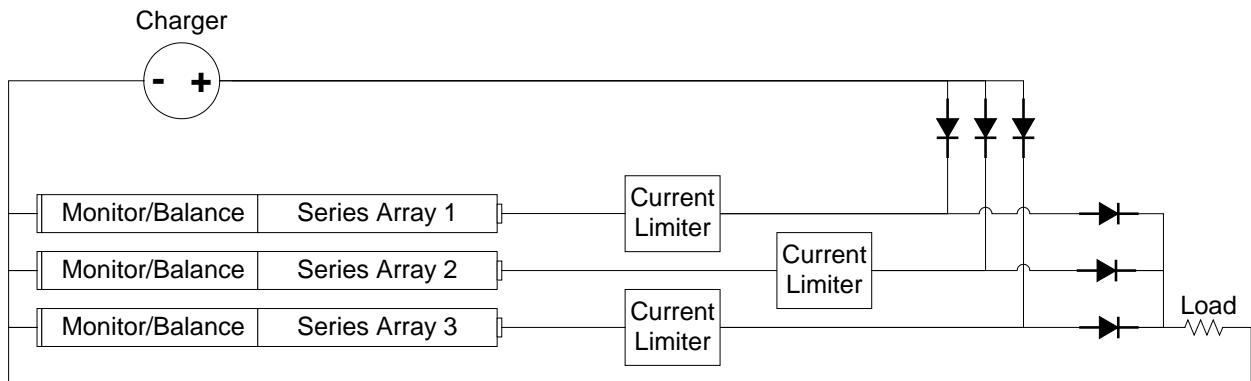 Charger
- +
Monitor/Balance Series Array 1
Current
Limiter
Monitor/Balance Series Array 2
Current
Limiter
Monitor/Balance Series Array 3
Current
Limiter
Load